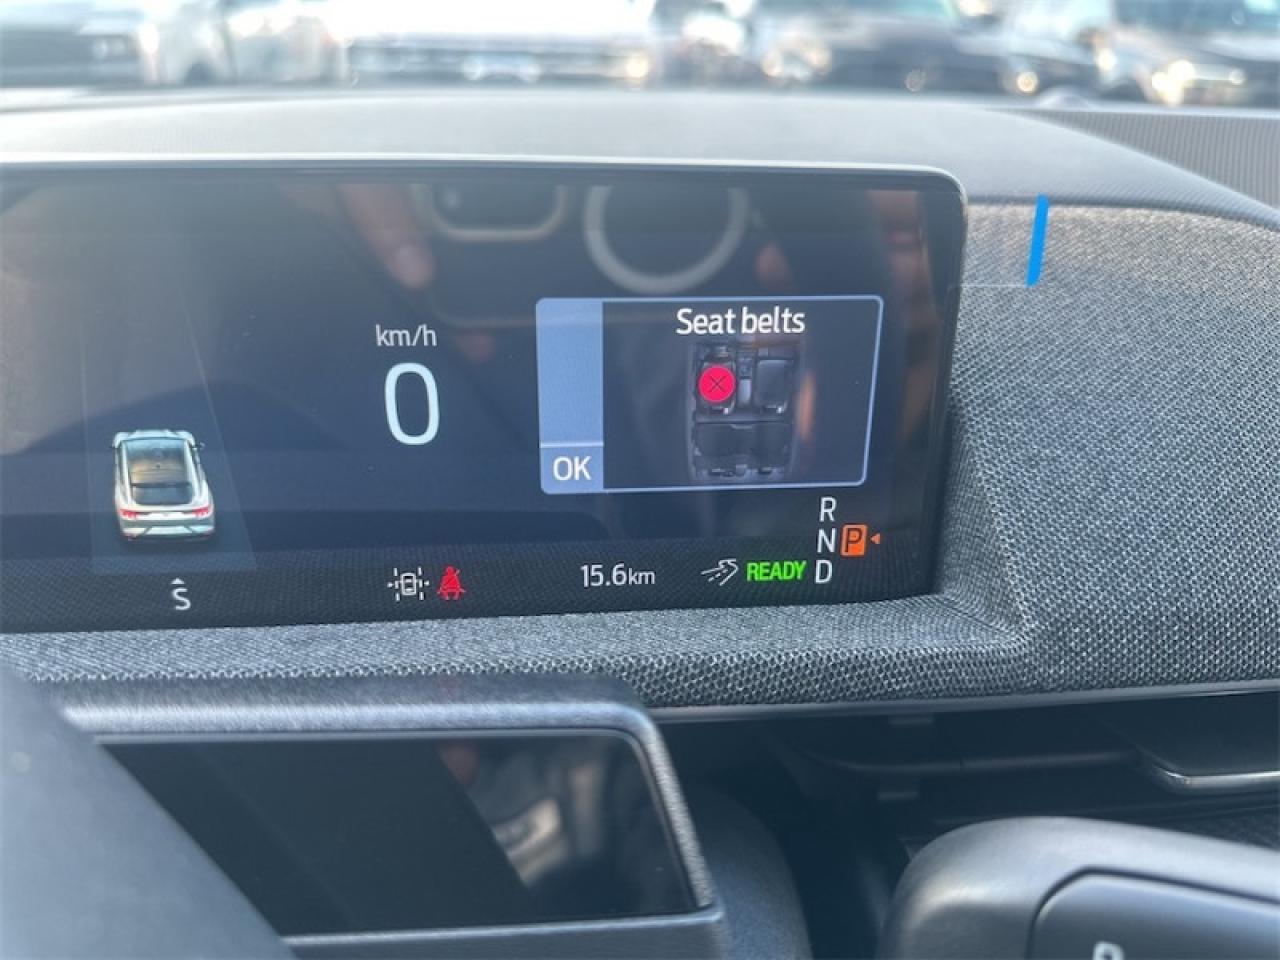 Seat belts
km/h
0
OK
R
N P
D
READY
15.6km
S